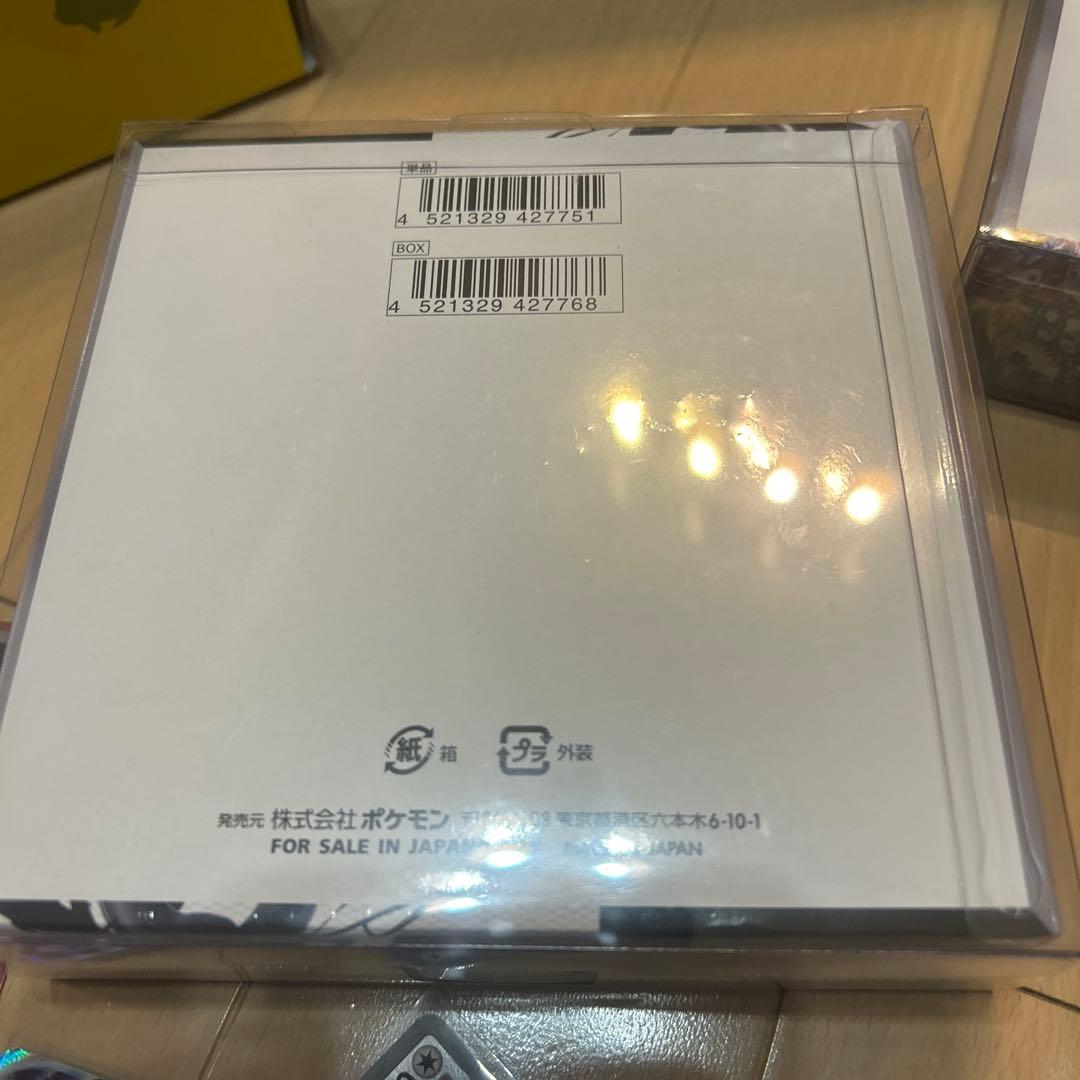 単品
4 521329 427751
BOX
4 521329 427768
紙 箱 プラ 外装
発売元 株式会社ポケモン 東京都港区六本木6-10-1
FOR SALE IN JAPAN JAPAN